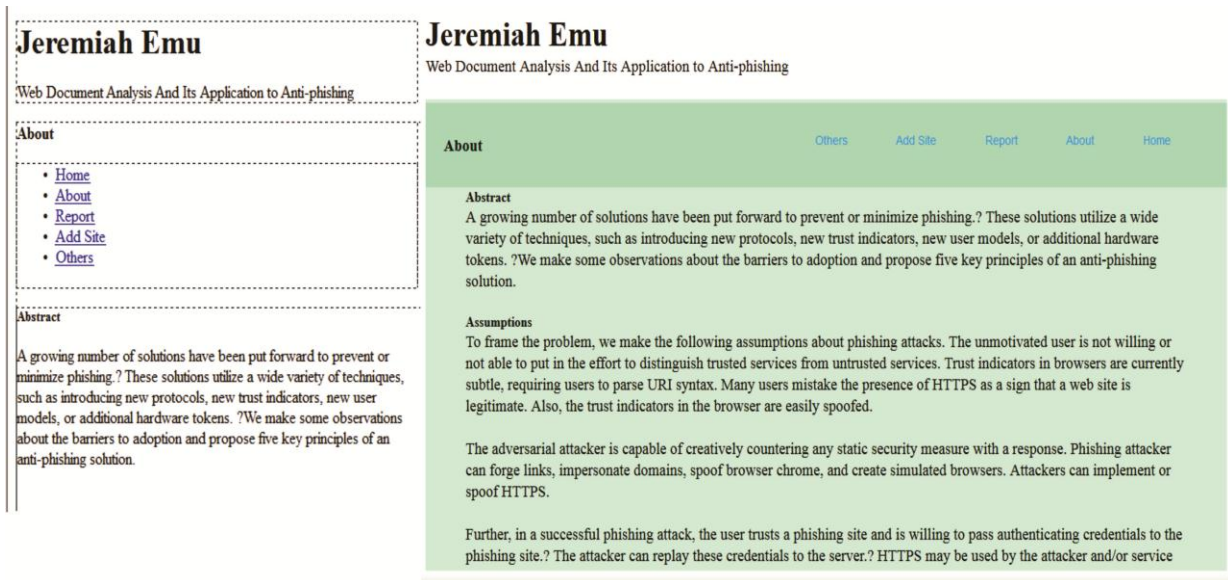 Jeremiah Emu
Web Document Analysis And Its Application to Anti-phishing
About
• Home
• About
• Report
• Add Site
• Others
Abstract
A growing number of solutions have been put forward to prevent or
minimize phishing.? These solutions utilize a wide variety of techniques,
such as introducing new protocols, new trust indicators, new user
models, or additional hardware tokens. ?We make some observations
about the barriers to adoption and propose five key principles of an
anti-phishing solution.
Jeremiah Emu
Web Document Analysis And Its Application to Anti-phishing
About Others Add Site Report About Home
Abstract
A growing number of solutions have been put forward to prevent or minimize phishing.? These solutions utilize a wide
variety of techniques, such as introducing new protocols, new trust indicators, new user models, or additional hardware
tokens. ?We make some observations about the barriers to adoption and propose five key principles of an anti-phishing
solution.
Assumptions
To frame the problem, we make the following assumptions about phishing attacks. The unmotivated user is not willing or
not able to put in the effort to distinguish trusted services from untrusted services. Trust indicators in browsers are currently
subtle, requiring users to parse URI syntax. Many users mistake the presence of HTTPS as a sign that a web site is
legitimate. Also, the trust indicators in the browser are easily spoofed.
The adversarial attacker is capable of creatively countering any static security measure with a response. Phishing attacker
can forge links, impersonate domains, spoof browser chrome, and create simulated browsers. Attackers can implement or
spoof HTTPS.
Further, in a successful phishing attack, the user trusts a phishing site and is willing to pass authenticating credentials to the
phishing site.? The attacker can replay these credentials to the server.? HTTPS may be used by the attacker and/or service